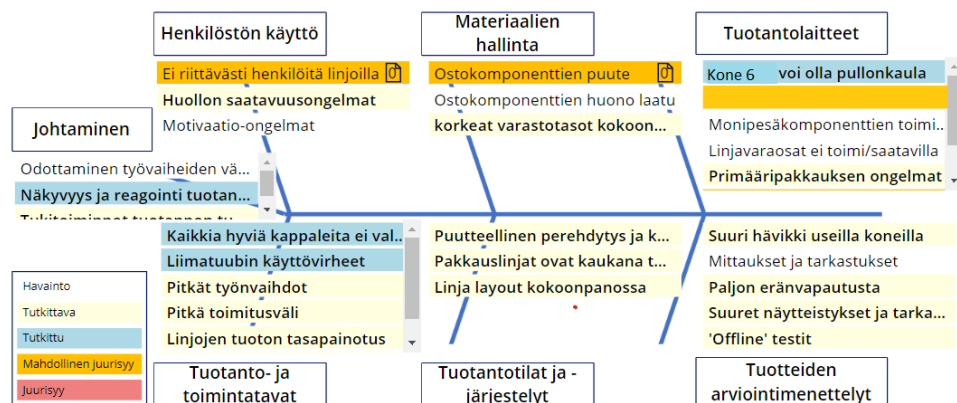 Henkilöstön käyttö
Materiaalien
hallinta
Tuotantolaitteet
Ei riittävästi henkilöitä linjoilla
Huollon saatavuusongelmat
Motivaatio-ongelmat
Ostokomponenttien puute
Ostokomponenttien huono laatu
korkeat varastotasot kokoon...
Kone 6 voi olla pullonkaula
Monipesäkomponenttien toimi..
Linjavaraosat ei toimi/saatavilla
Primääripakkauksen ongelmat
Johtaminen
Odottaminen työvaiheiden vä...
Näkyvyys ja reagointi tuotan...
Tukitoiminnot tuotannon tu...
Kaikkia hyviä kappaleita ei val..
Liimatuubin käyttövirheet
Pitkät työnvaihdot
Pitkä toimitusväli
Linjojen tuoton tasapainotus
Puutteellinen perehdytys ja k...
Pakkauslinjat ovat kaukana t...
Linja layout kokoonpanossa
Suuri hävikki useilla koneilla
Mittaukset ja tarkastukset
Paljon eränvapautusta
Suuret näytteistykset ja tarka...
'Offline' testit
Havainto
Tutkittava
Tutkittu
Mahdollinen juurisyy
Juurisyy
Tuotanto- ja
toimintatavat
Tuotantotilat ja -
järjestelyt
Tuotteiden
arviointimenettelyt